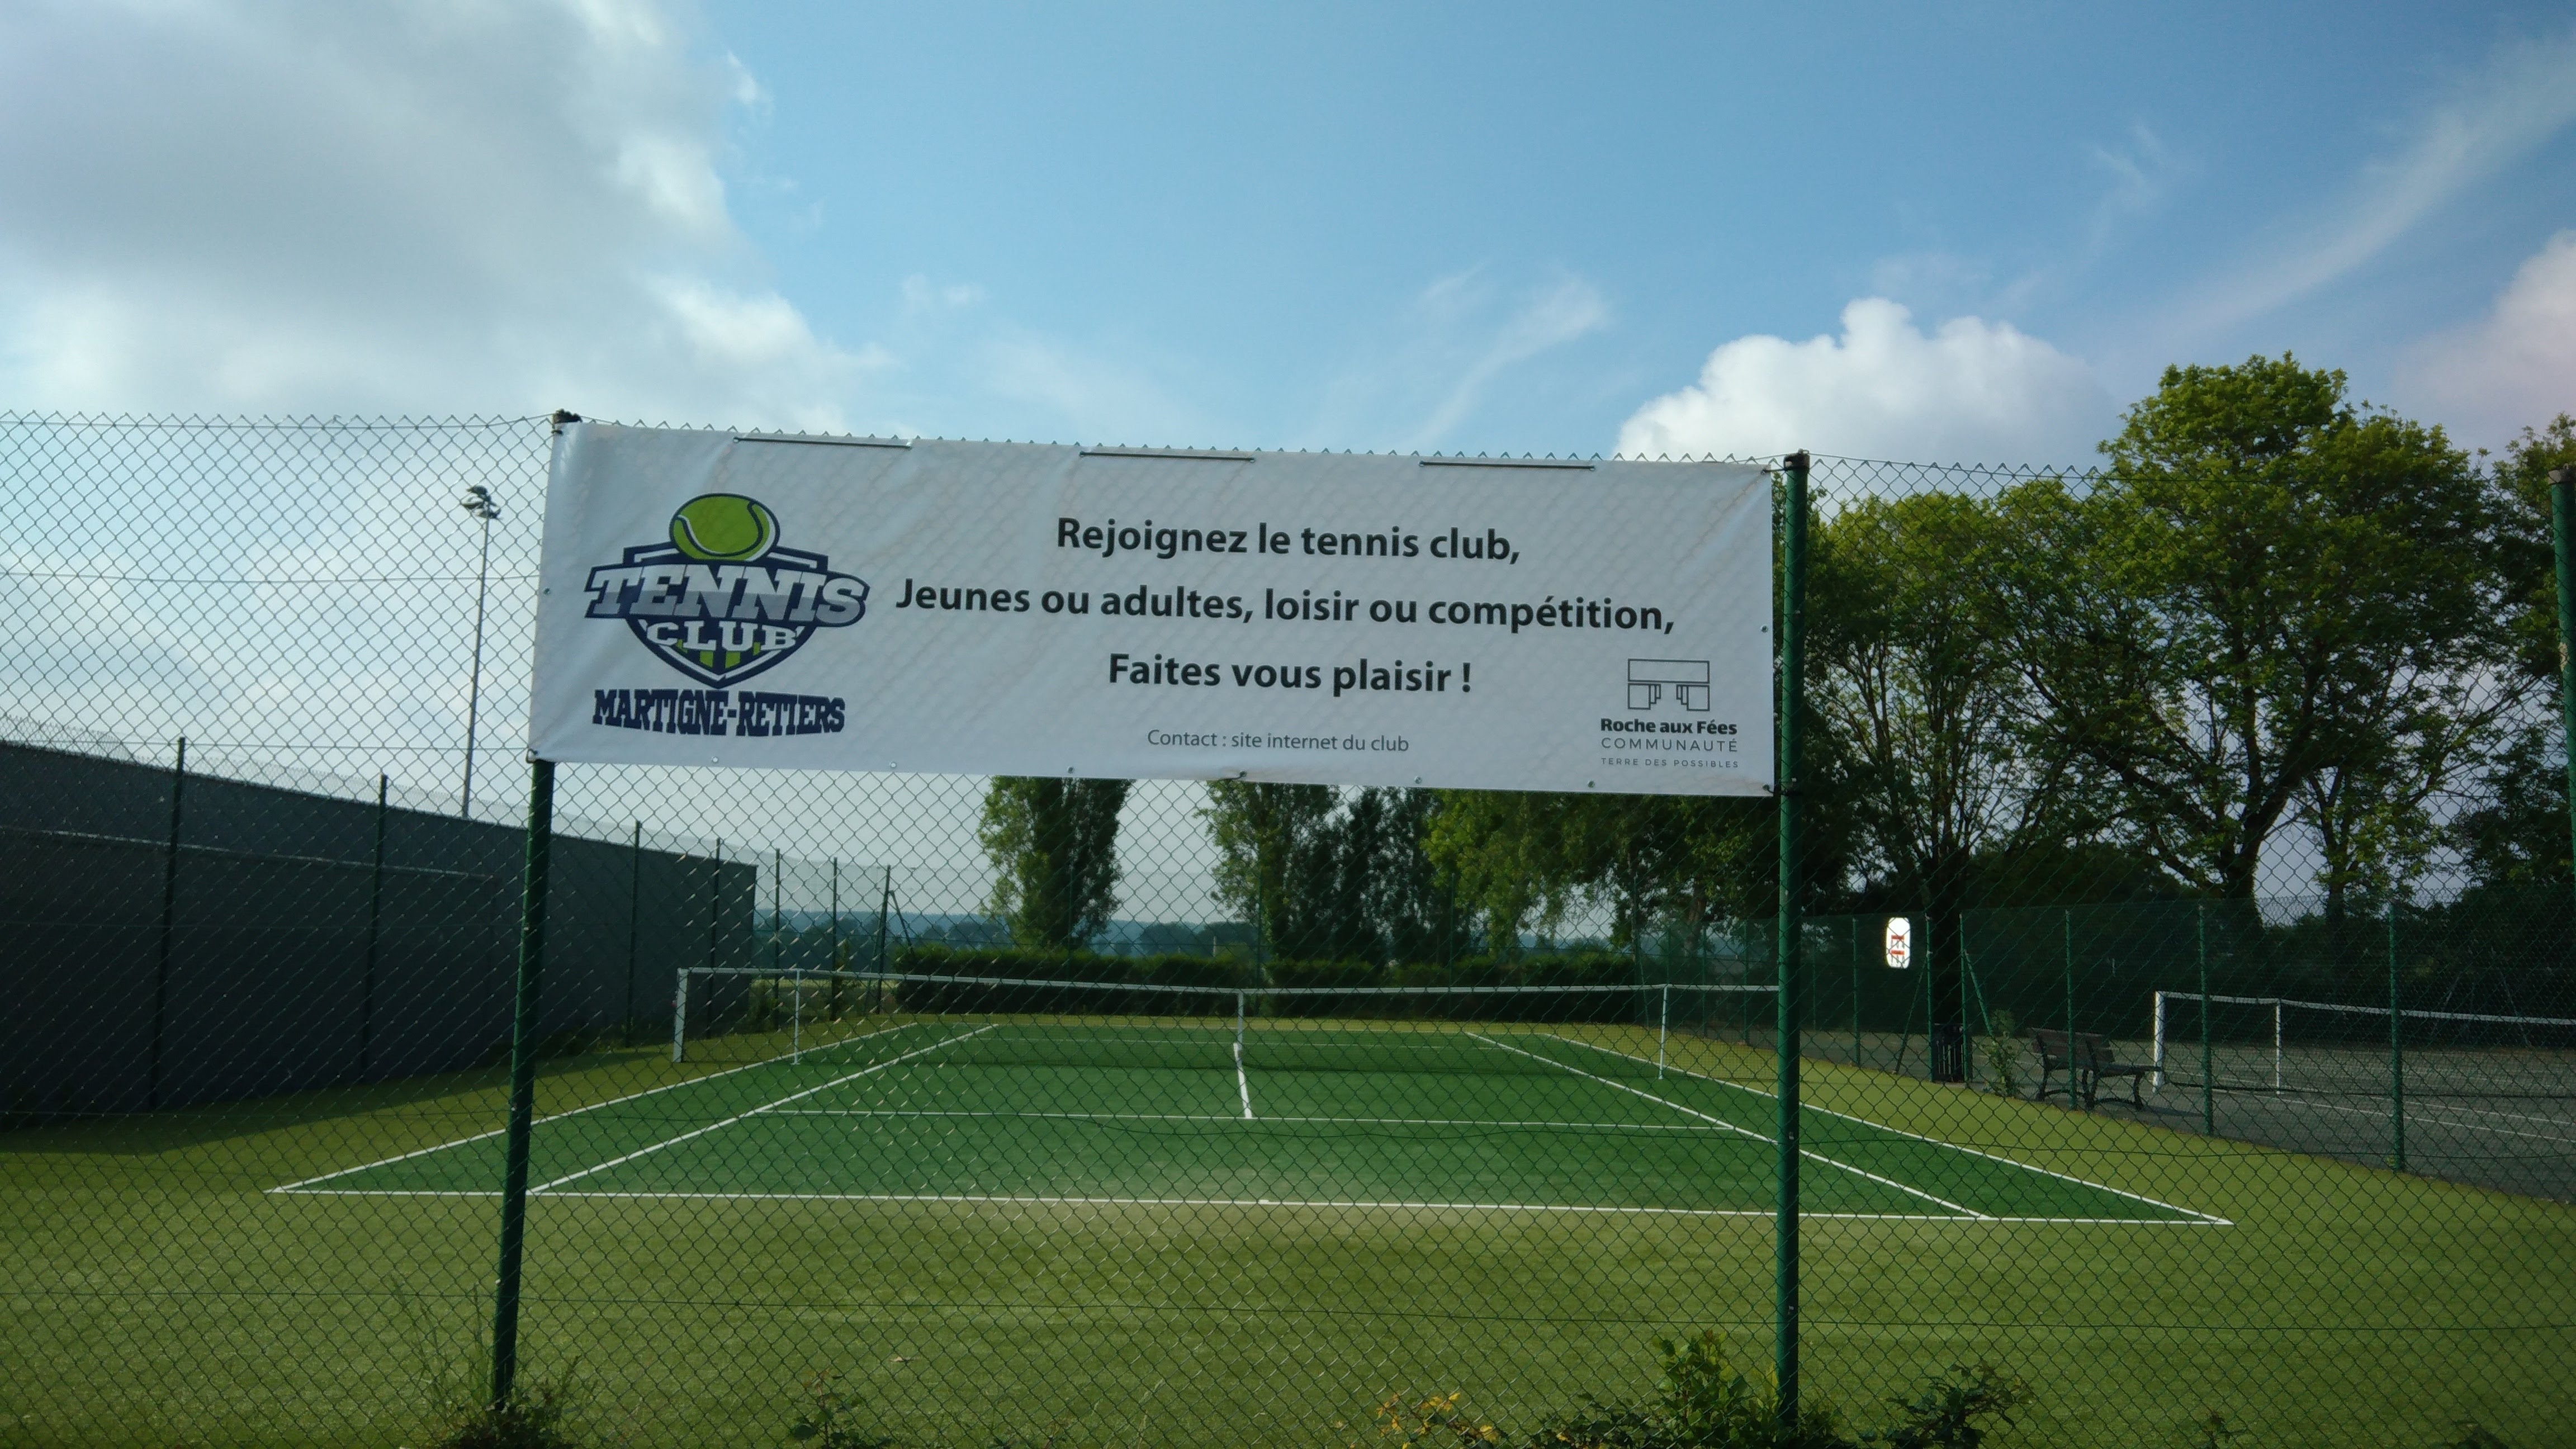 TENNIS
CLUB
MARTIGNÉ-RETIERS
Rejoignez le tennis club,
Jeunes ou adultes, loisir ou compétition,
Faites vous plaisir !
Contact : site internet du club
Roche aux Fées
COMMUNAUTÉ
TERRE DES POSSIBLES